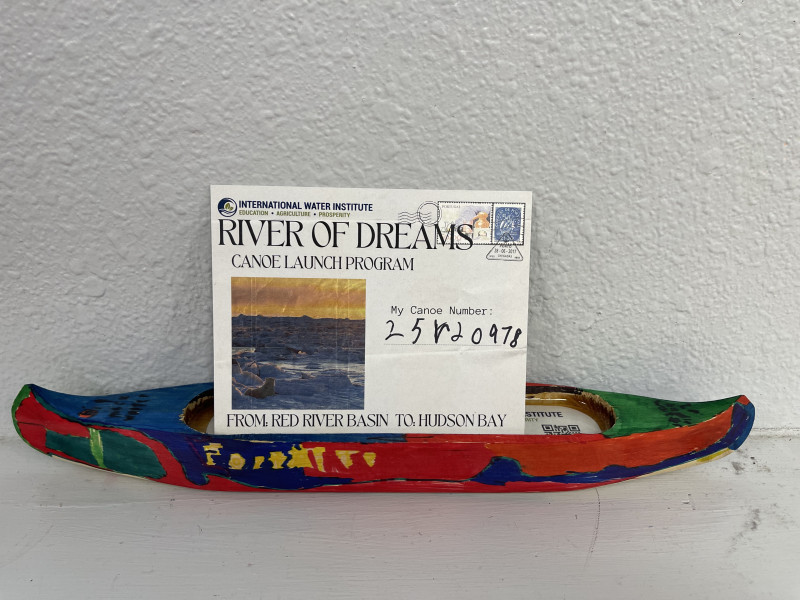 INTERNATIONAL WATER INSTITUTE
EDUCATION • AGRICULTURE • PROSPERITY
RIVER OF DREAMS
CANOE LAUNCH PROGRAM
My Canoe Number:
25r20978
FROM: RED RIVER BASIN TO: HUDSON BAY
STITUTE